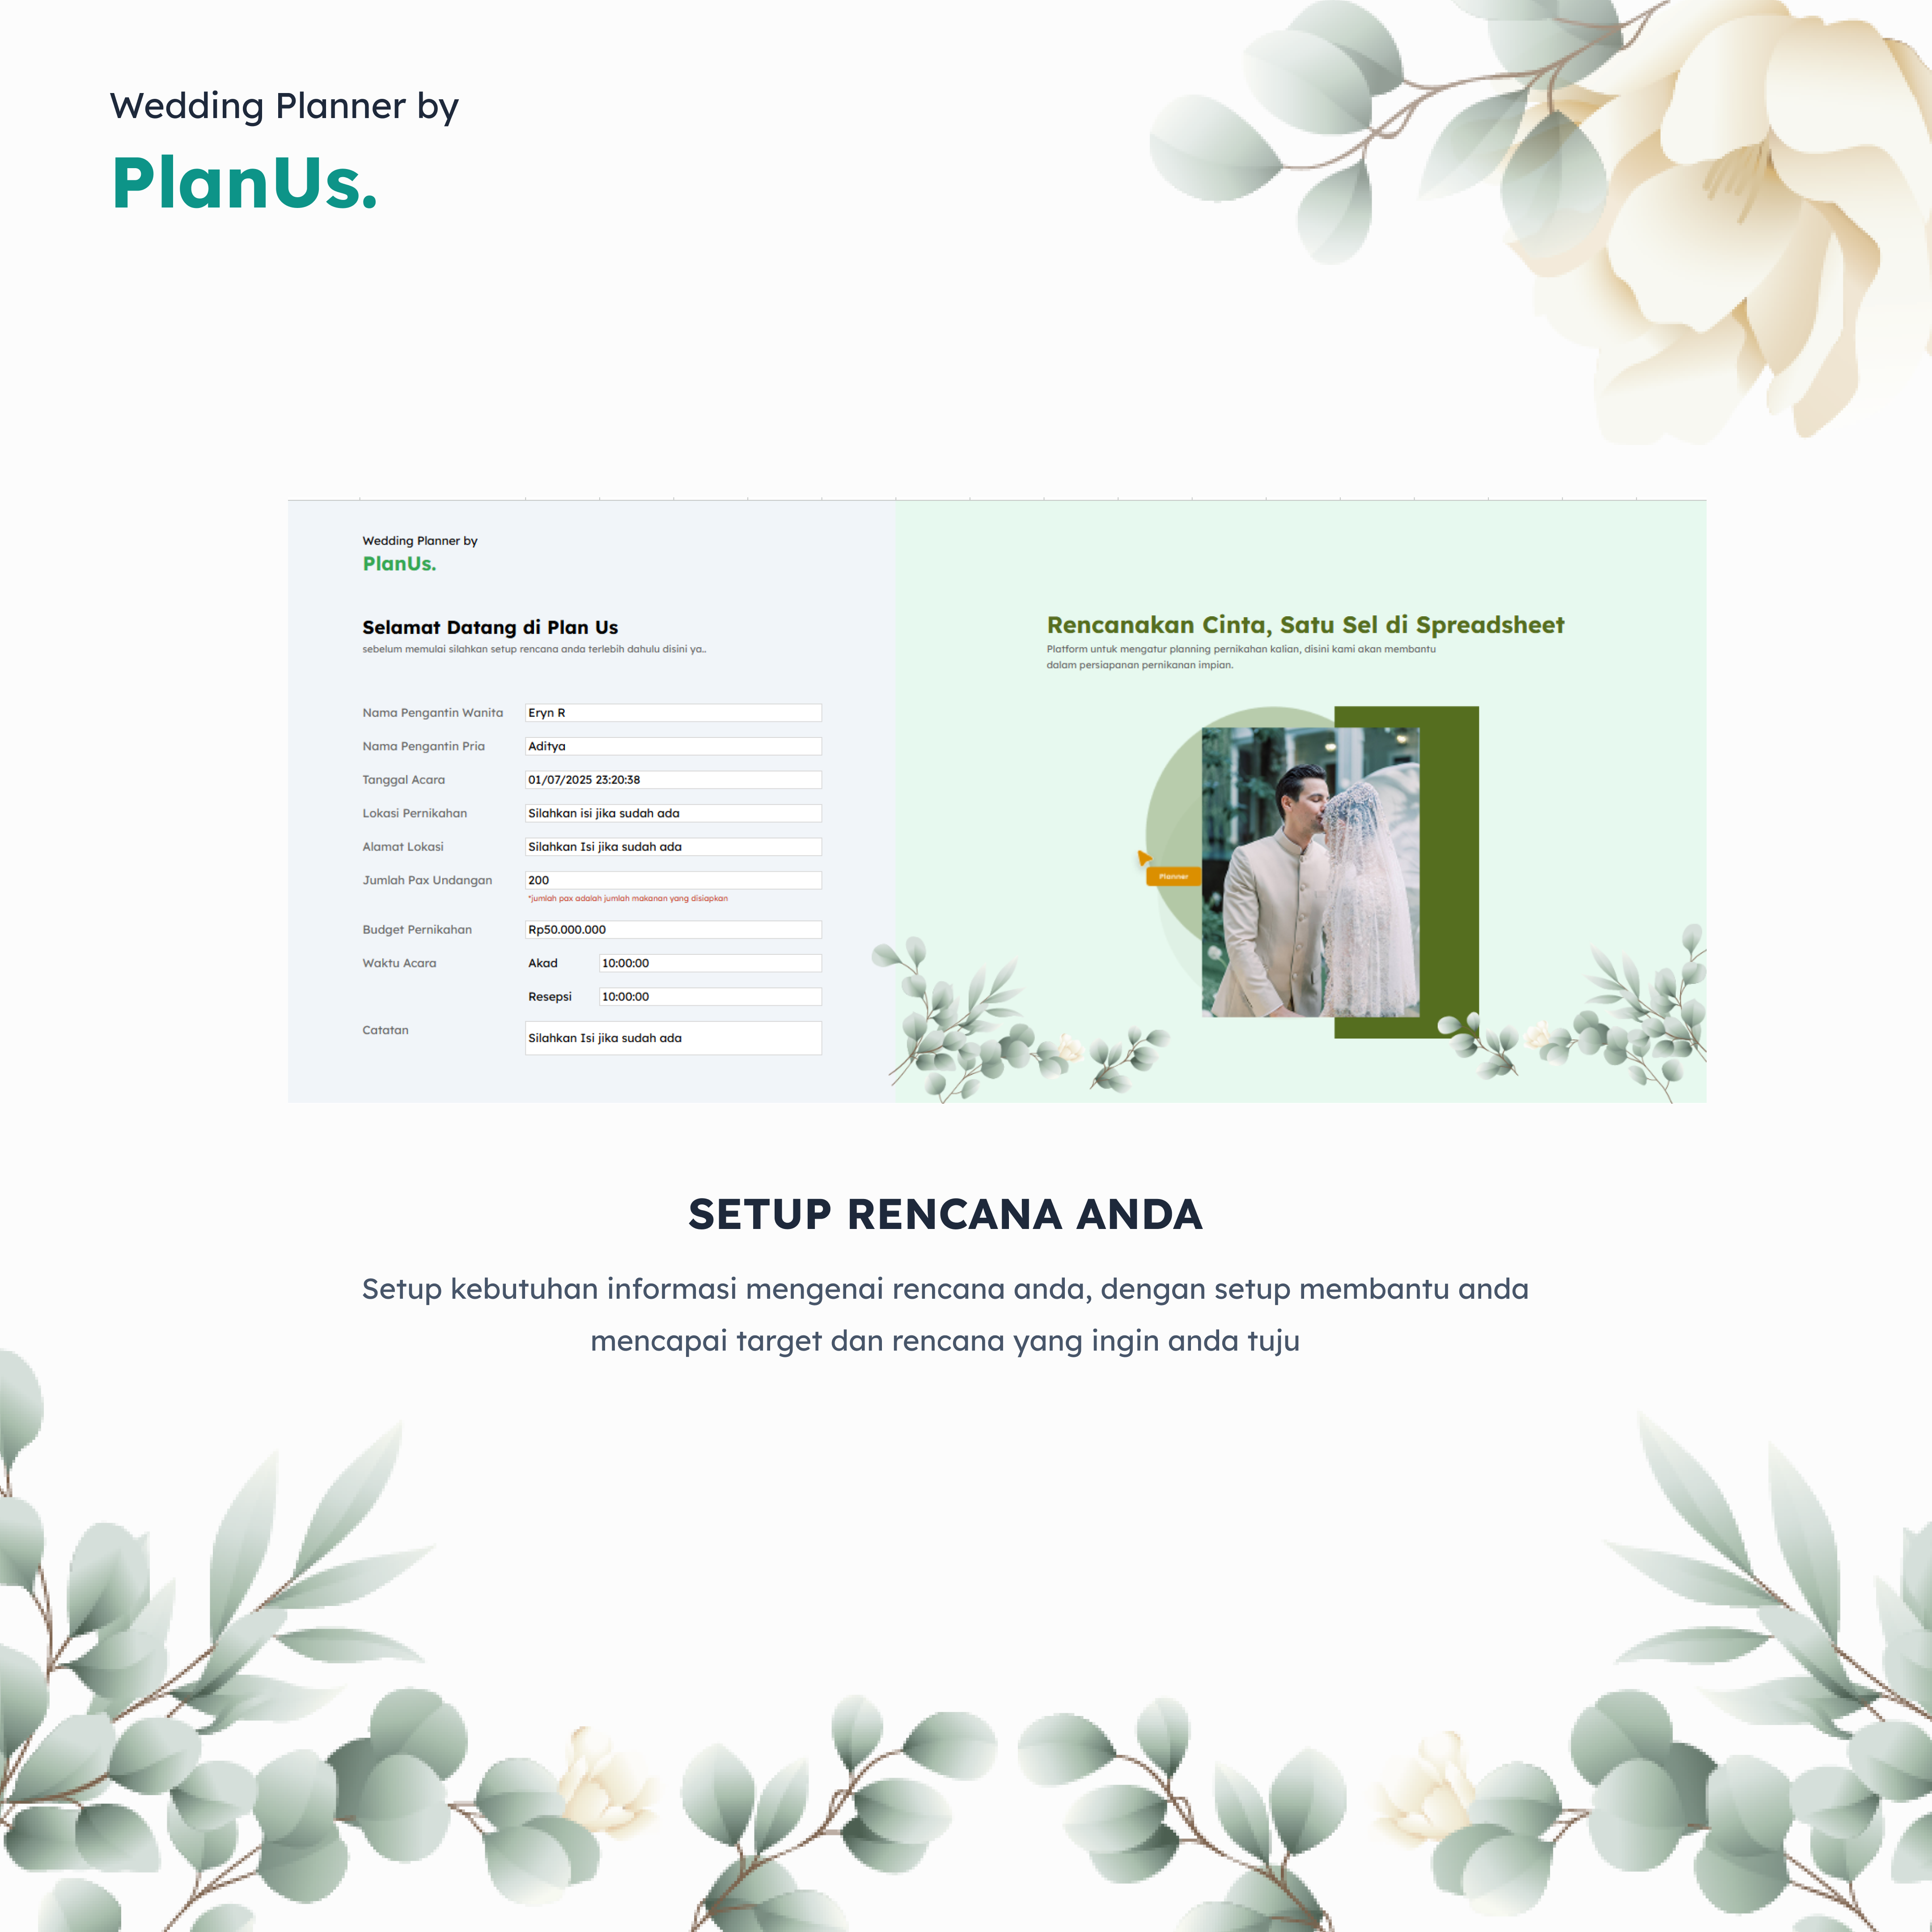 Wedding Planner by
PlanUs.
Wedding Planner by
PlanUs.
Selamat Datang di Plan Us
sebelum memulai silahkan setup rencana anda terlebih dahulu disini ya..
Nama Pengantin Wanita Eryn R
Nama Pengantin Pria Aditya
Tanggal Acara 01/07/2025 23:20:38
Lokasi Pernikahan Silahkan isi jika sudah ada
Alamat Lokasi Silahkan Isi jika sudah ada
Jumlah Pax Undangan 200
*jumlah pax adalah jumlah makanan yang disiapkan
Budget Pernikahan Rp50.000.000
Waktu Acara Akad 10:00:00
Resepsi 10:00:00
Catatan Silahkan Isi jika sudah ada
Rencanakan Cinta, Satu Sel di Spreadsheet
Platform untuk mengatur planning pernikahan kalian, disini kami akan membantu
dalam persiapanan pernikanan impian.
Planner
SETUP RENCANA ANDA
Setup kebutuhan informasi mengenai rencana anda, dengan setup membantu anda
mencapai target dan rencana yang ingin anda tuju